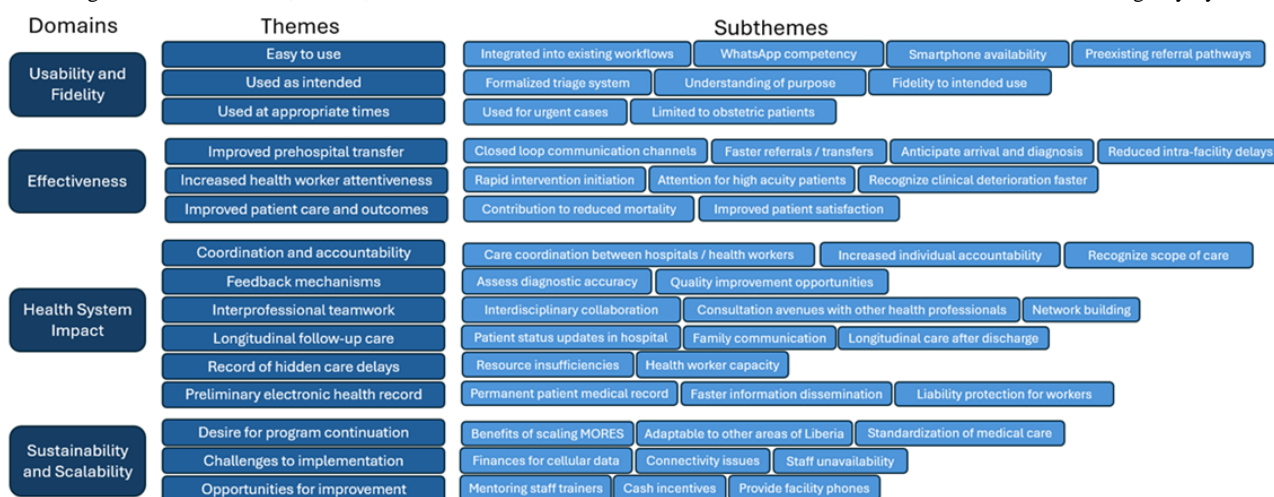 Domains Themes Subthemes
Usability and Fidelity
Easy to use
Integrated into existing workflows
WhatsApp competency
Smartphone availability
Preexisting referral pathways
Used as intended
Formalized triage system
Understanding of purpose
Fidelity to intended use
Used at appropriate times
Used for urgent cases
Limited to obstetric patients
Effectiveness
Improved prehospital transfer
Closed loop communication channels
Faster referrals / transfers
Anticipate arrival and diagnosis
Reduced intra-facility delays
Increased health worker attentiveness
Rapid intervention initiation
Attention for high acuity patients
Recognize clinical deterioration faster
Improved patient care and outcomes
Contribution to reduced mortality
Improved patient satisfaction
Health System Impact
Coordination and accountability
Care coordination between hospitals / health workers
Increased individual accountability
Recognize scope of care
Feedback mechanisms
Assess diagnostic accuracy
Quality improvement opportunities
Interprofessional teamwork
Interdisciplinary collaboration
Consultation avenues with other health professionals
Network building
Longitudinal follow-up care
Patient status updates in hospital
Family communication
Longitudinal care after discharge
Record of hidden care delays
Resource insufficiencies
Health worker capacity
Preliminary electronic health record
Permanent patient medical record
Faster information dissemination
Liability protection for workers
Sustainability and Scalability
Desire for program continuation
Benefits of scaling MORES
Adaptable to other areas of Liberia
Standardization of medical care
Challenges to implementation
Finances for cellular data
Connectivity issues
Staff unavailability
Opportunities for improvement
Mentoring staff trainers
Cash incentives
Provide facility phones